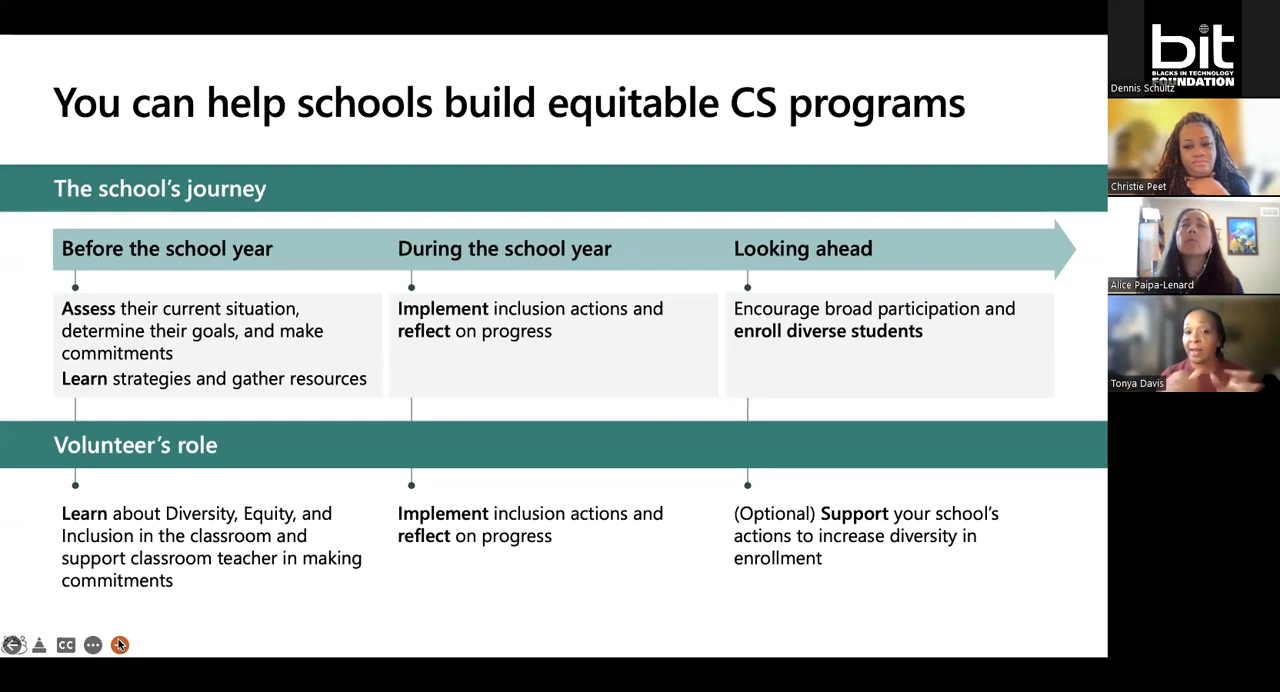 You can help schools build equitable CS programs
The school's journey
Before the school year
During the school year
Looking ahead
Assess their current situation,
determine their goals, and make
commitments
Learn strategies and gather resources
Implement inclusion actions and
reflect on progress
Encourage broad participation and
enroll diverse students
Volunteer's role
Learn about Diversity, Equity, and
Inclusion in the classroom and
support classroom teacher in making
commitments
Implement inclusion actions and
reflect on progress
(Optional) Support your school's
actions to increase diversity in
enrollment
CC
bit
BLACKS IN TECHNOLOGY
FOUNDATION
Dennis Schultz
Christie Peet
Alice Paipa-Lenard
Tonya Davis